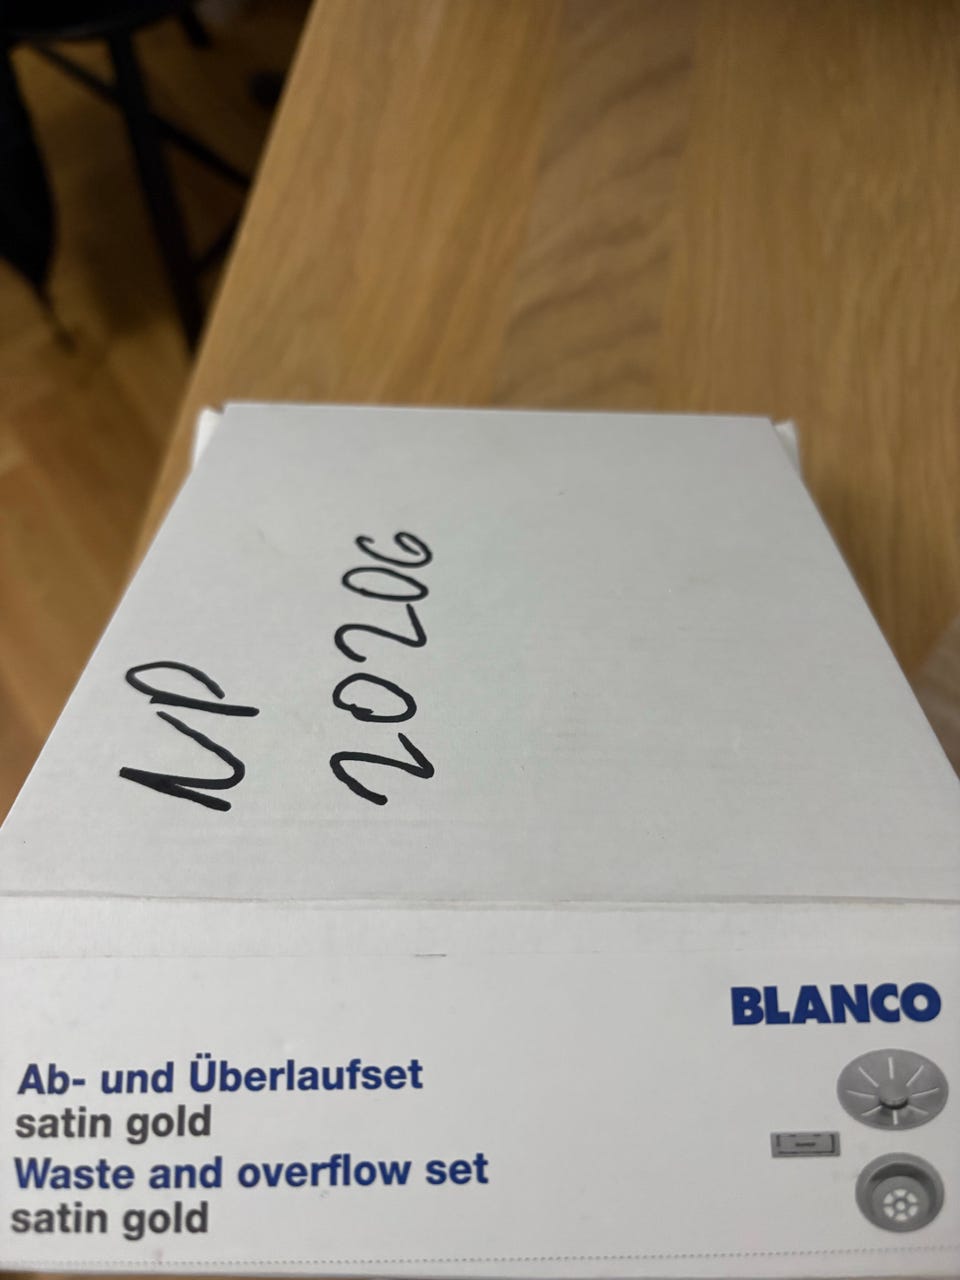 NP
20206
BLANCO
Ab- und Überlaufset
satin gold
Waste and overflow set
satin gold